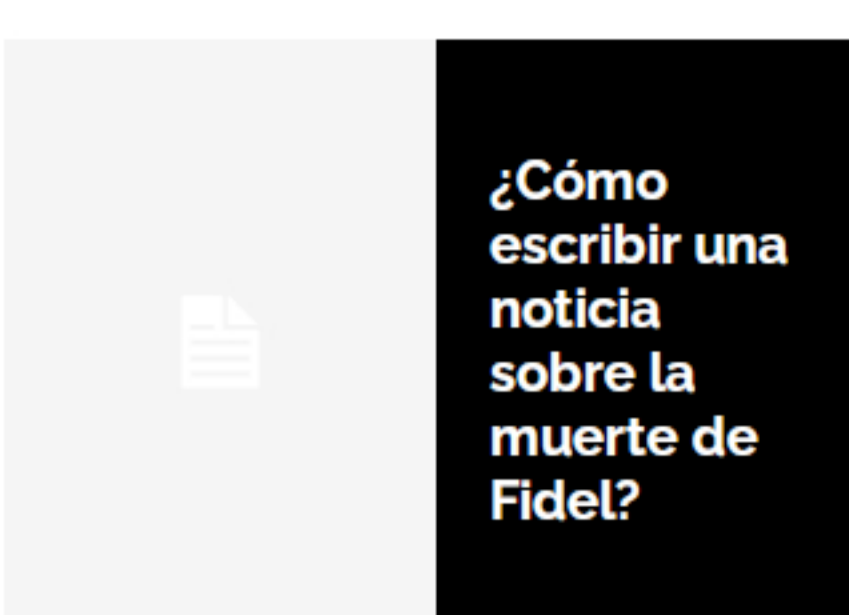 ¿Cómo
escribir una
noticia
sobre la
muerte de
Fidel?